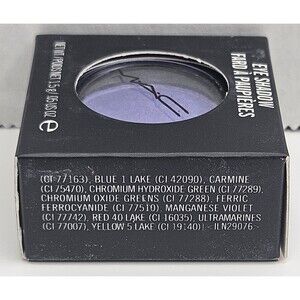 EYE SHADOW
FARD À PAUPIÈRES
MAC
NET WT./POIDS NET 1.5 g / .05 US OZ
e
(CI 77163), BLUE 1 LAKE (CI 42090), CARMINE
(CI 75470), CHROMIUM HYDROXIDE GREEN (CI 77289),
CHROMIUM OXIDE GREENS (CI 77288), FERRIC
FERROCYANIDE (CI 77510), MANGANESE VIOLET
(CI 77742), RED 40 LAKE (CI 16035), ULTRAMARINES
(CI 77007), YELLOW 5 LAKE (CI 19140)] <ILN29076>